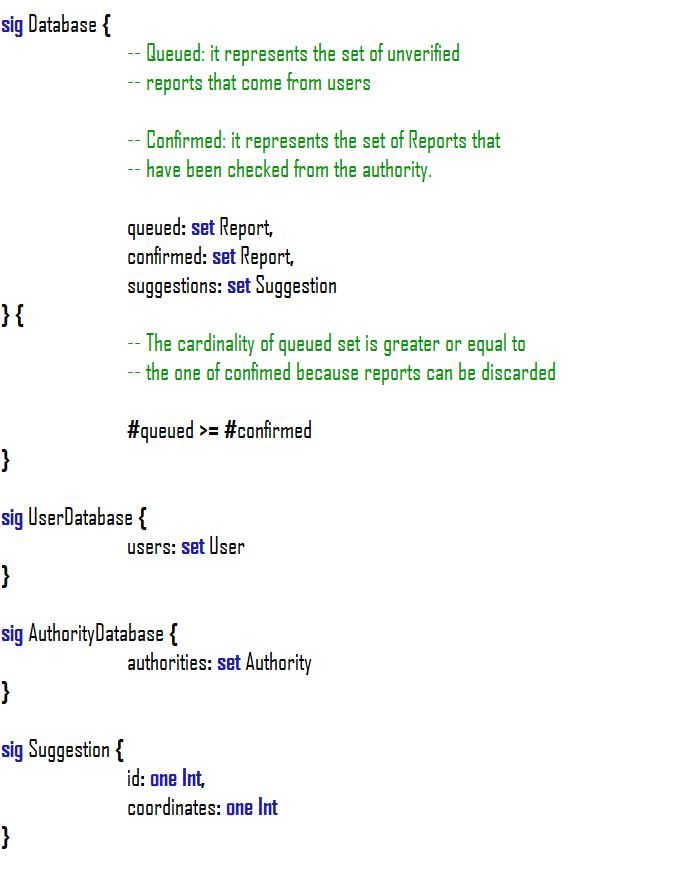 sig Database {
-- Queued: it represents the set of unverified
-- reports that come from users
-- Confirmed: it represents the set of Reports that
-- have been checked from the authority.
queued: set Report,
confirmed: set Report,
suggestions: set Suggestion
} {
-- The cardinality of queued set is greater or equal to
-- the one of confimed because reports can be discarded
#queued >= #confirmed
}
sig UserDatabase {
users: set User
}
sig AuthorityDatabase {
authorities: set Authority
}
sig Suggestion {
id: one Int,
coordinates: one Int
}